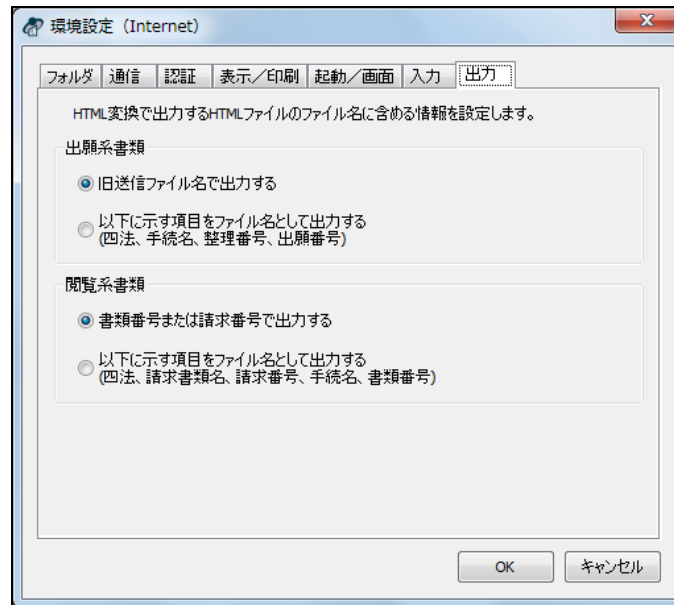 環境設定（Internet）
フォルダ 通信 認証 表示／印刷 起動／画面 入力 出力
HTML変換で出力するHTMLファイルのファイル名に含める情報を設定します。
出願系書類
旧送信ファイル名で出力する
以下に示す項目をファイル名として出力する
(四法、手続名、整理番号、出願番号)
閲覧系書類
書類番号または請求番号で出力する
以下に示す項目をファイル名として出力する
(四法、請求書類名、請求番号、手続名、書類番号)
OK キャンセル